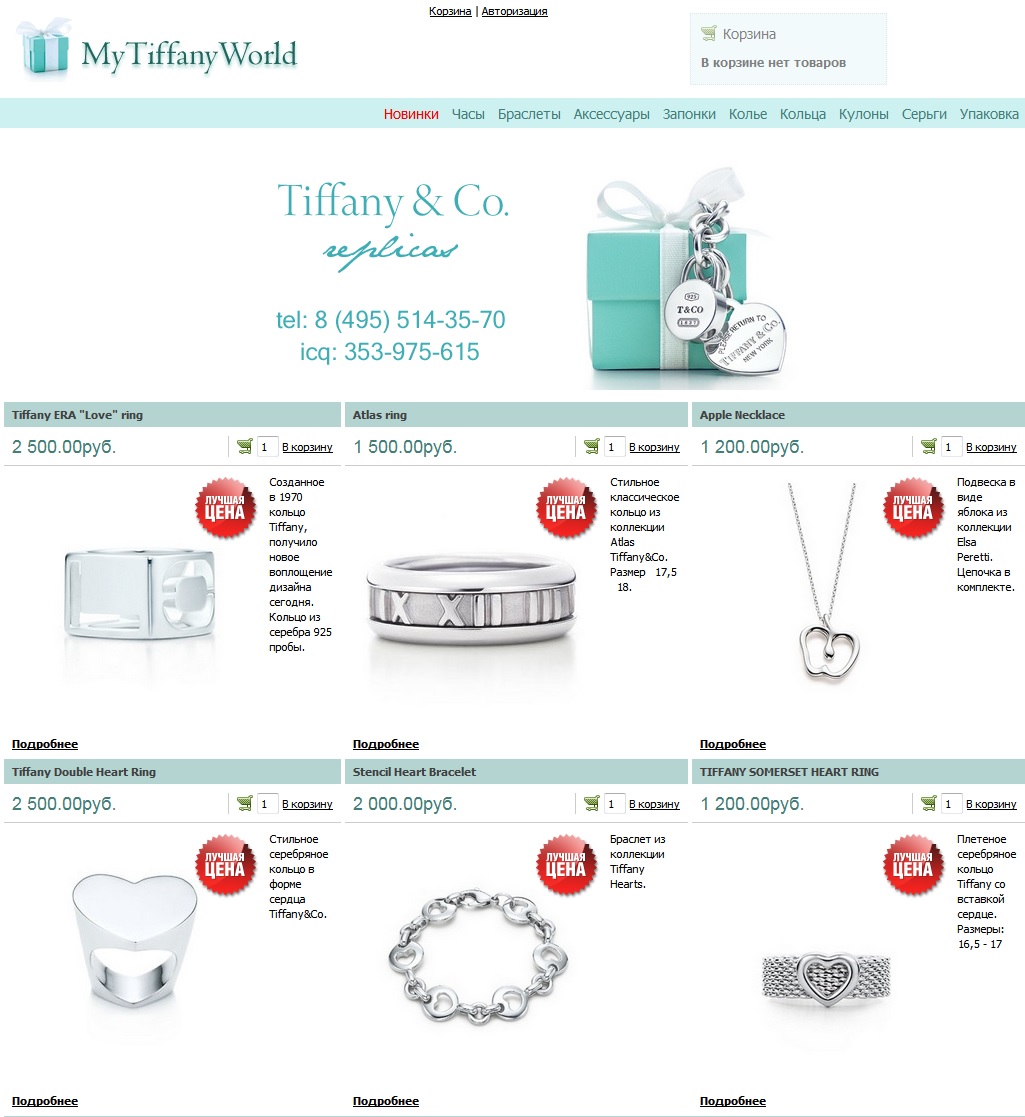 Корзина | Авторизация
MyTiffanyWorld
Корзина
В корзине нет товаров
Новинки Часы Браслеты Аксессуары Запонки Колье Кольца Кулоны Серьги Упаковка
Tiffany & Co.
replicas
tel: 8 (495) 514-35-70
icq: 353-975-615
925
T&CO
1837
PLEASE RETURN TO
TIFFANY & Co.
NEW YORK
Tiffany ERA "Love" ring
2 500.00руб.
1 В корзину
ЛУЧШАЯ
ЦЕНА
Созданное
в 1970
кольцо
Tiffany,
получило
новое
воплощение
дизайна
сегодня.
Кольцо из
серебра 925
пробы.
Подробнее
Atlas ring
1 500.00руб.
1 В корзину
ЛУЧШАЯ
ЦЕНА
Стильное
классическое
кольцо из
коллекции
Atlas
Tiffany&Co.
Размер 17,5
18.
Подробнее
Apple Necklace
1 200.00руб.
1 В корзину
ЛУЧШАЯ
ЦЕНА
Подвеска в
виде
яблока из
коллекции
Elsa
Peretti.
Цепочка в
комплекте.
Подробнее
Tiffany Double Heart Ring
2 500.00руб.
1 В корзину
ЛУЧШАЯ
ЦЕНА
Стильное
серебряное
кольцо в
форме
сердца
Tiffany&Co.
Подробнее
Stencil Heart Bracelet
2 000.00руб.
1 В корзину
ЛУЧШАЯ
ЦЕНА
Браслет из
коллекции
Tiffany
Hearts.
Подробнее
TIFFANY SOMERSET HEART RING
1 200.00руб.
1 В корзину
ЛУЧШАЯ
ЦЕНА
Плетеное
серебряное
кольцо
Tiffany со
вставкой
сердце.
Размеры:
16,5 - 17
Подробнее